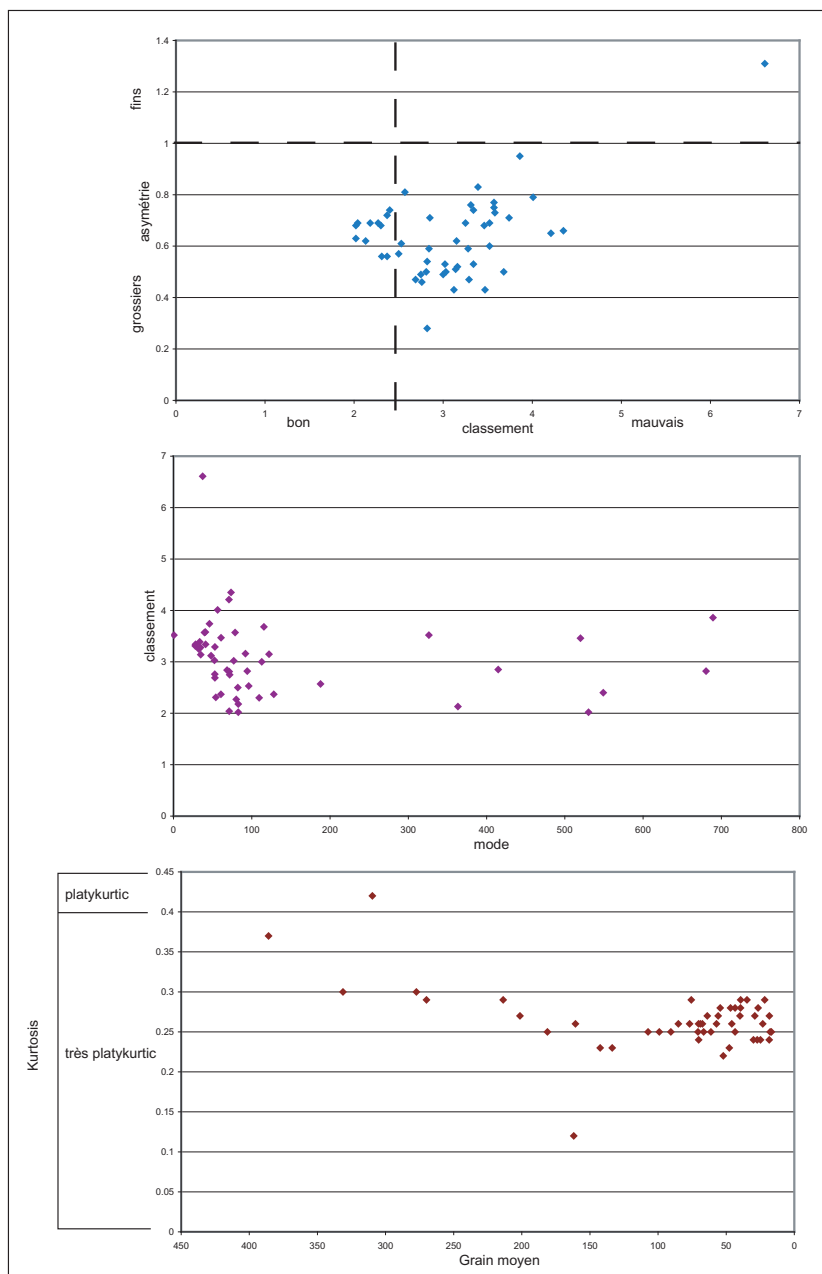 1.4
1.2
1
0.8
0.6
0.4
0.2
0
fins
asymétrie
grossiers
0 1 2 3 4 5 6 7
bon classement mauvais
7
6
5
4
3
2
1
0
classement
0 100 200 300 400 500 600 700 800
mode
0.45
platykurtic
0.4
0.35
0.3
0.25
très platykurtic
0.2
0.15
0.1
0.05
0
Kurtosis
450 400 350 300 250 200 150 100 50 0
Grain moyen